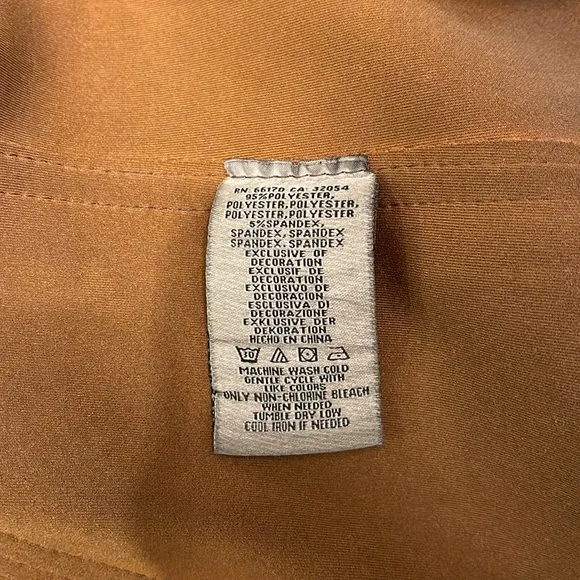 RN: 66170 CA: 32054
95%POLYESTER,
POLYESTER,POLYESTER,
POLYESTER,POLYESTER
5%SPANDEX,
SPANDEX, SPANDEX
SPANDEX, SPANDEX
EXCLUSIVE OF
DECORATION
EXCLUSIF DE
DECORATION
EXCLUSIVO DE
DECORACION
ESCLUSIVA DI
DECORAZIONE
EXKLUSIVE DER
DEKORATION
HECHO EN CHINA
30
MACHINE WASH COLD
GENTLE CYCLE WITH
LIKE COLORS
ONLY NON-CHLORINE BLEACH
WHEN NEEDED
TUMBLE DRY LOW
COOL IRON IF NEEDED